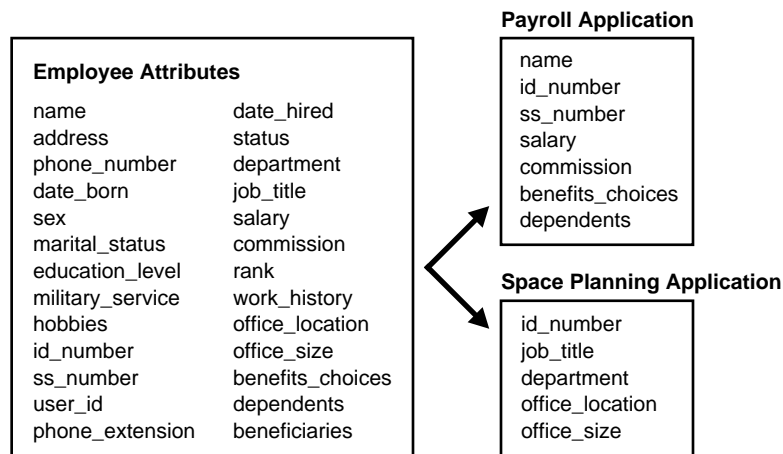 Employee Attributes
name
address
phone_number
date_born
sex
marital_status
education_level
military_service
hobbies
id_number
ss_number
user_id
phone_extension
date_hired
status
department
job_title
salary
commission
rank
work_history
office_location
office_size
benefits_choices
dependents
beneficiaries
Payroll Application
name
id_number
ss_number
salary
commission
benefits_choices
dependents
Space Planning Application
id_number
job_title
department
office_location
office_size